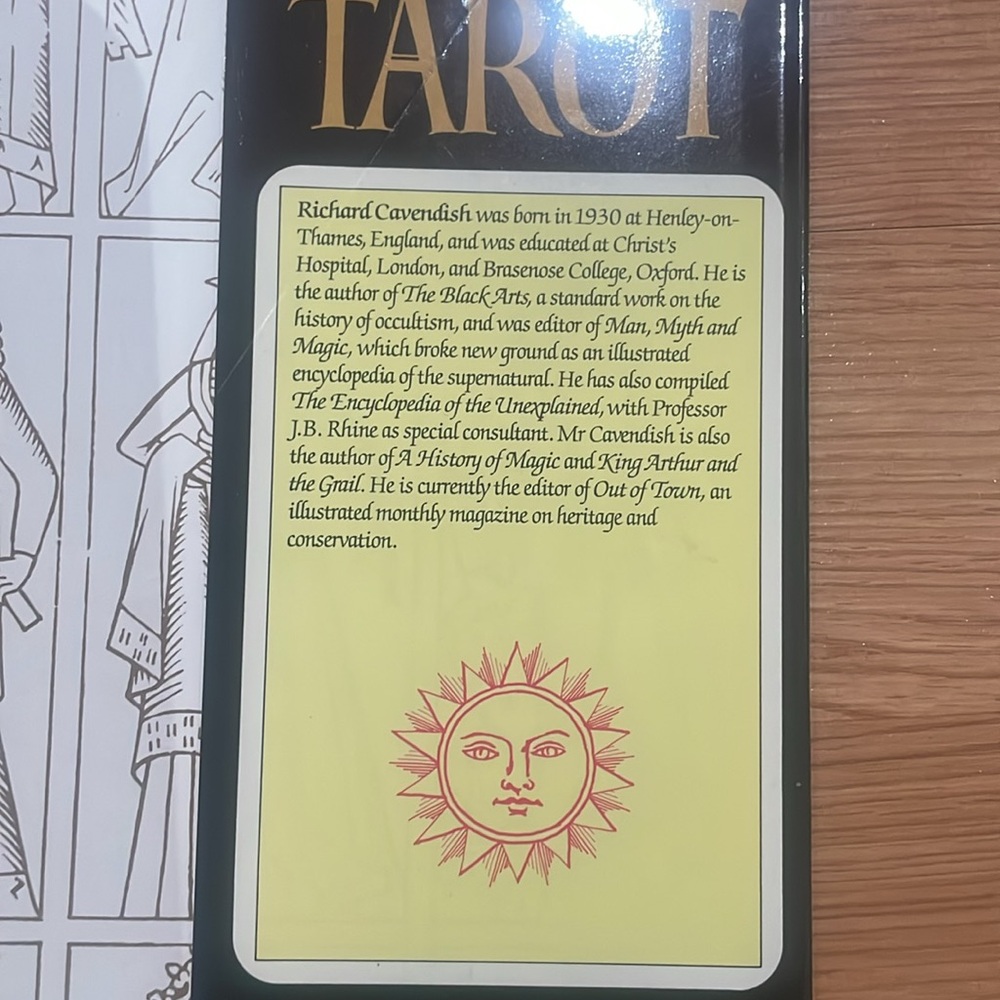 TAROT
Richard Cavendish was born in 1930 at Henley-on-
Thames, England, and was educated at Christ's
Hospital, London, and Brasenose College, Oxford. He is
the author of The Black Arts, a standard work on the
history of occultism, and was editor of Man, Myth and
Magic, which broke new ground as an illustrated
encyclopedia of the supernatural. He has also compiled
The Encyclopedia of the Unexplained, with Professor
J.B. Rhine as special consultant. Mr Cavendish is also
the author of A History of Magic and King Arthur and
the Grail. He is currently the editor of Out of Town, an
illustrated monthly magazine on heritage and
conservation.